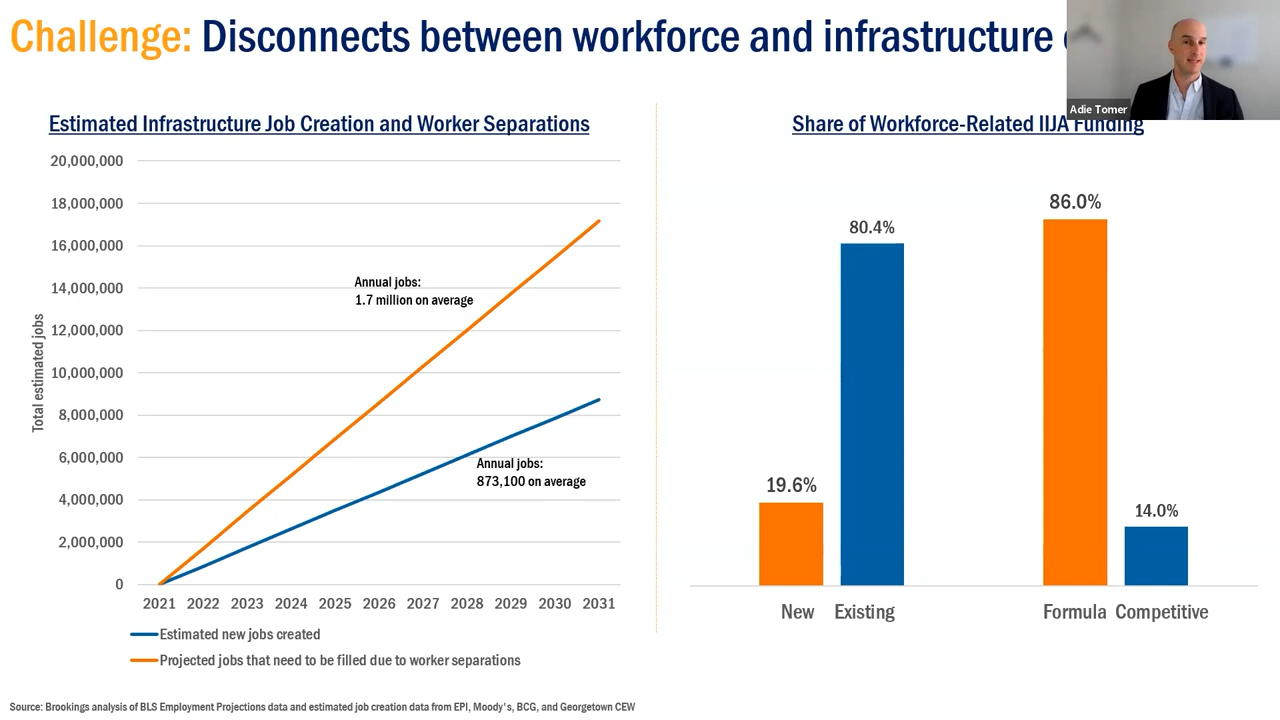 Challenge: Disconnects between workforce and infrastructure
Adie Tomer
Estimated Infrastructure Job Creation and Worker Separations
Total estimated jobs
20,000,000
18,000,000
16,000,000
14,000,000
12,000,000
10,000,000
8,000,000
6,000,000
4,000,000
2,000,000
0
Annual jobs:
1.7 million on average
Annual jobs:
873,100 on average
2021 2022 2023 2024 2025 2026 2027 2028 2029 2030 2031
Estimated new jobs created
Projected jobs that need to be filled due to worker separations
Share of Workforce-Related IIJA Funding
19.6%
80.4%
86.0%
14.0%
New Existing Formula Competitive
Source: Brookings analysis of BLS Employment Projections data and estimated job creation data from EPI, Moody's, BCG, and Georgetown CEW